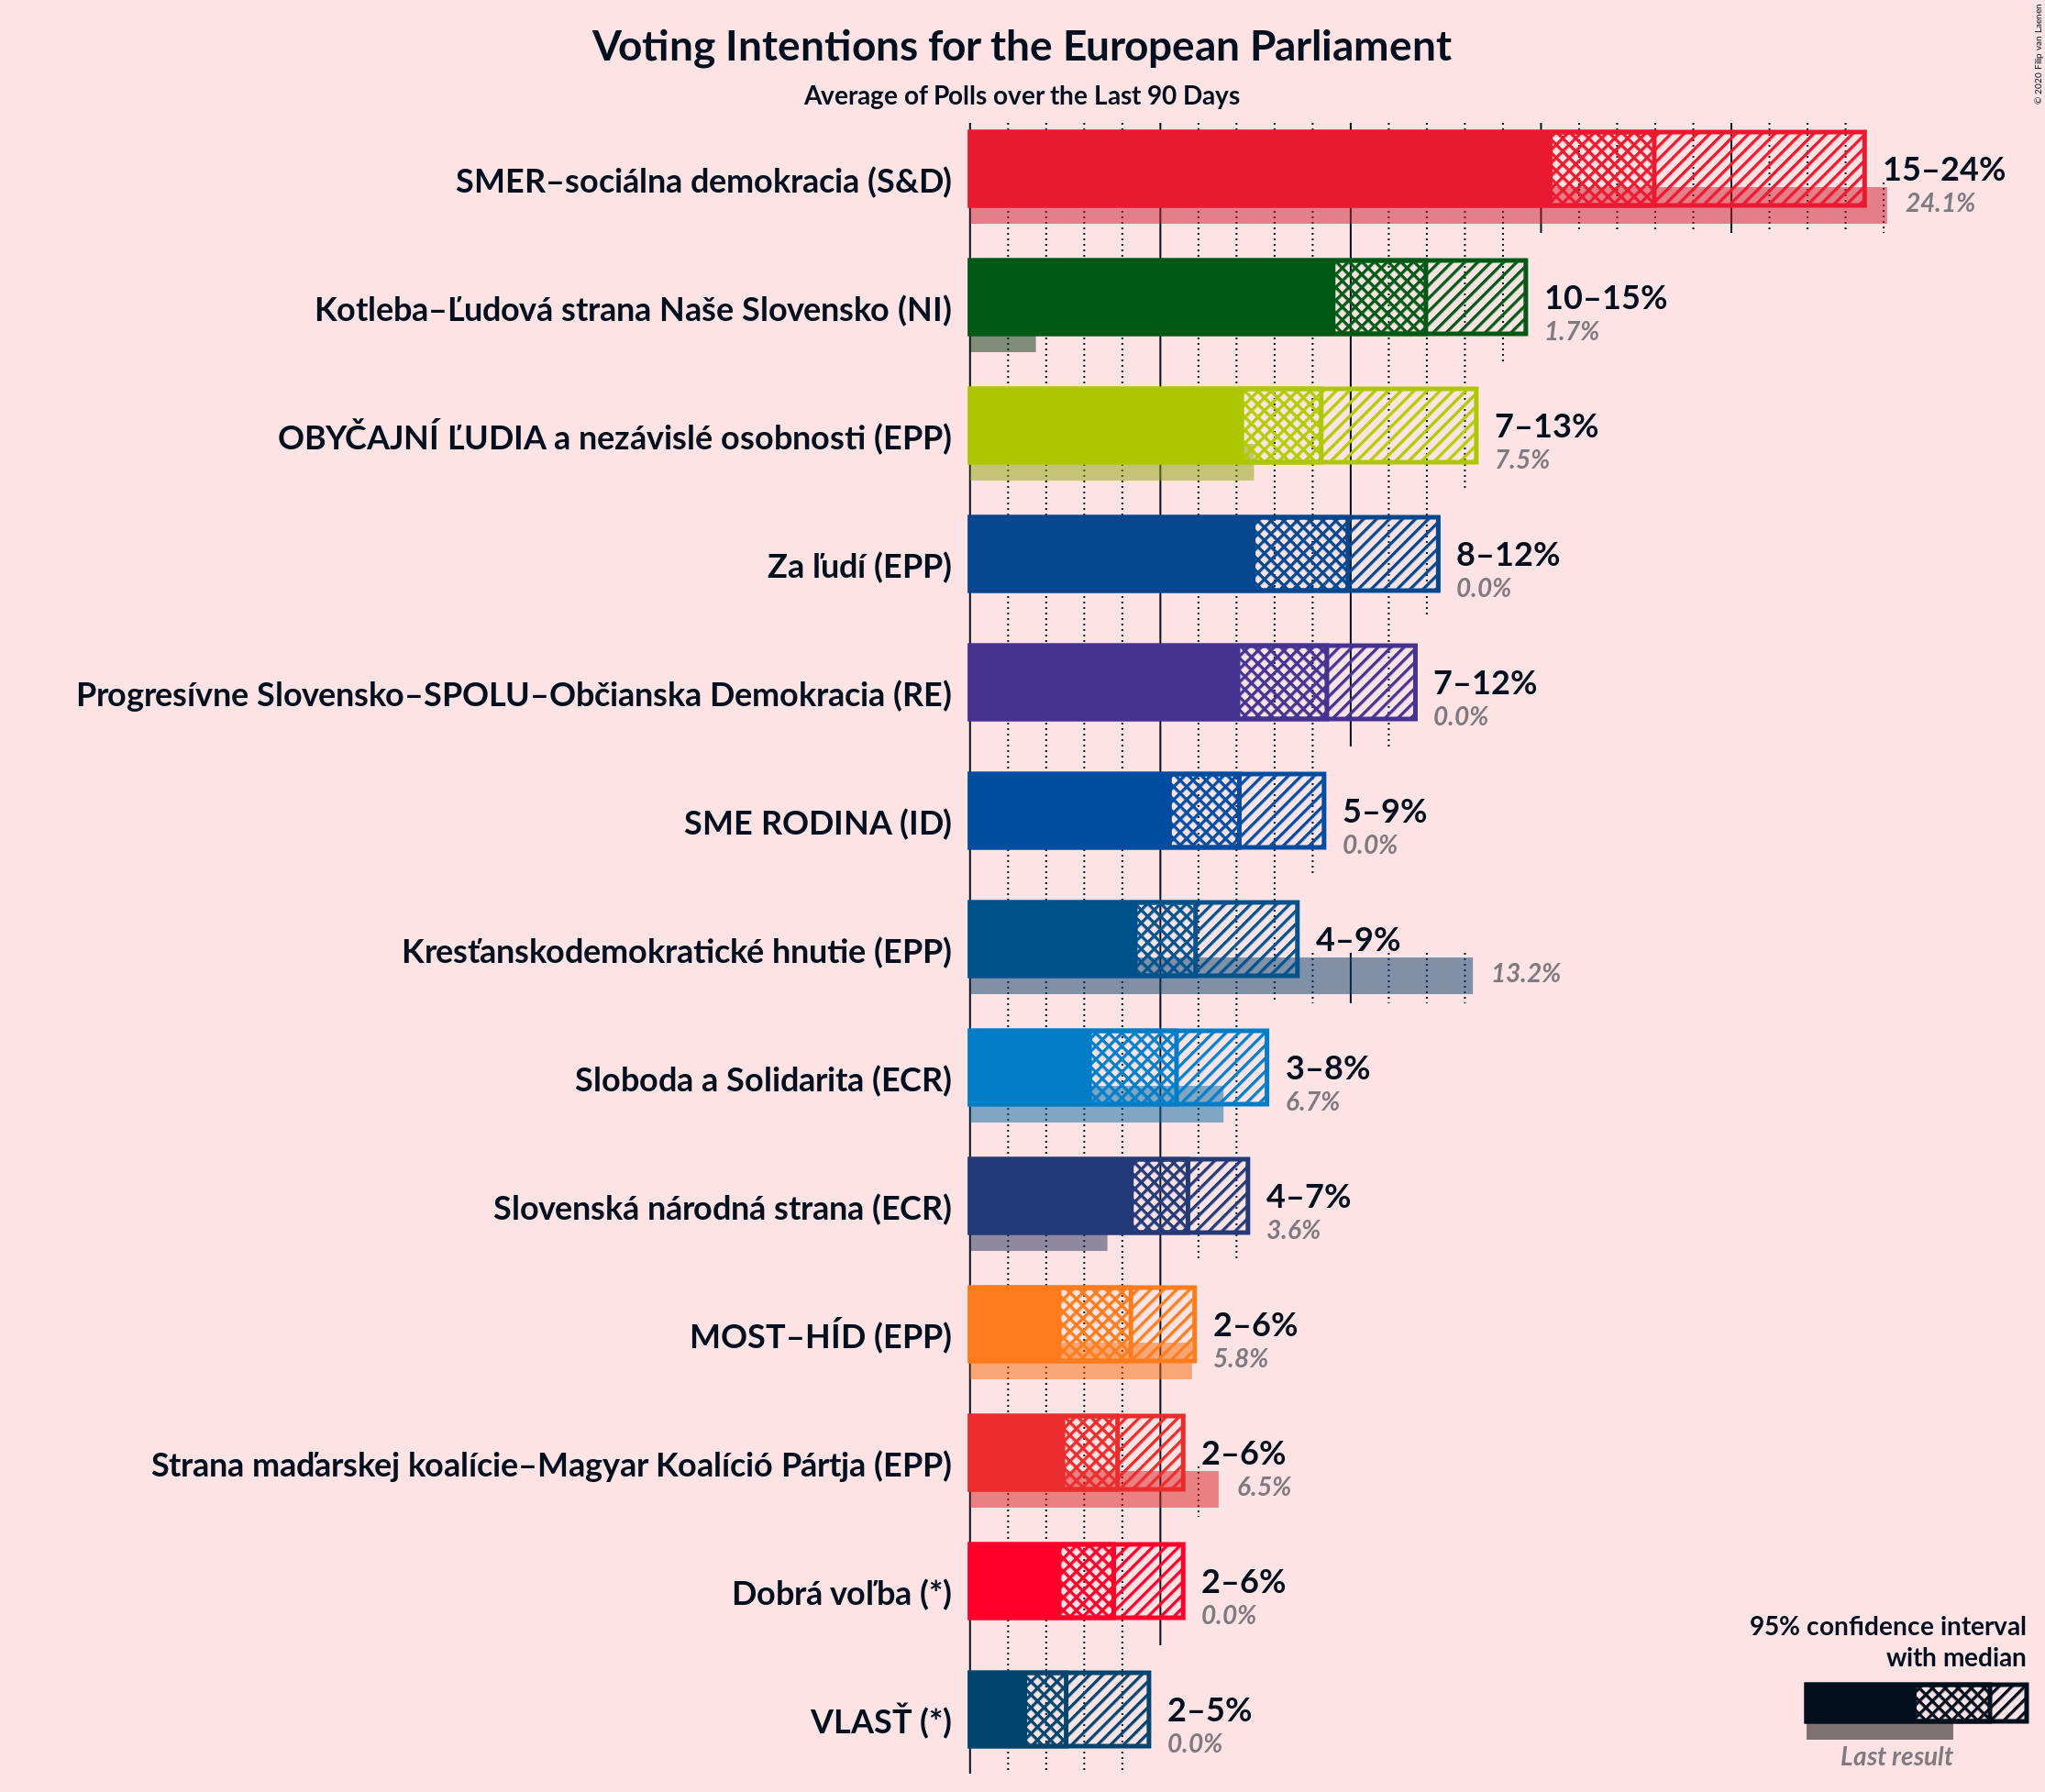 © 2020 Filip van Laenen
Voting Intentions for the European Parliament
Average of Polls over the Last 90 Days
SMER–sociálna demokracia (S&D)
15–24%
24.1%
Kotleba–Ľudová strana Naše Slovensko (NI)
10–15%
1.7%
OBYČAJNÍ ĽUDIA a nezávislé osobnosti (EPP)
7–13%
7.5%
Za ľudí (EPP)
8–12%
0.0%
Progresívne Slovensko–SPOLU–Občianska Demokracia (RE)
7–12%
0.0%
SME RODINA (ID)
5–9%
0.0%
Kresťanskodemokratické hnutie (EPP)
4–9%
13.2%
Sloboda a Solidarita (ECR)
3–8%
6.7%
Slovenská národná strana (ECR)
4–7%
3.6%
MOST–HÍD (EPP)
2–6%
5.8%
Strana maďarskej koalície–Magyar Koalíció Pártja (EPP)
2–6%
6.5%
Dobrá voľba (*)
2–6%
0.0%
VLASŤ (*)
2–5%
0.0%
95% confidence interval
with median
Last result